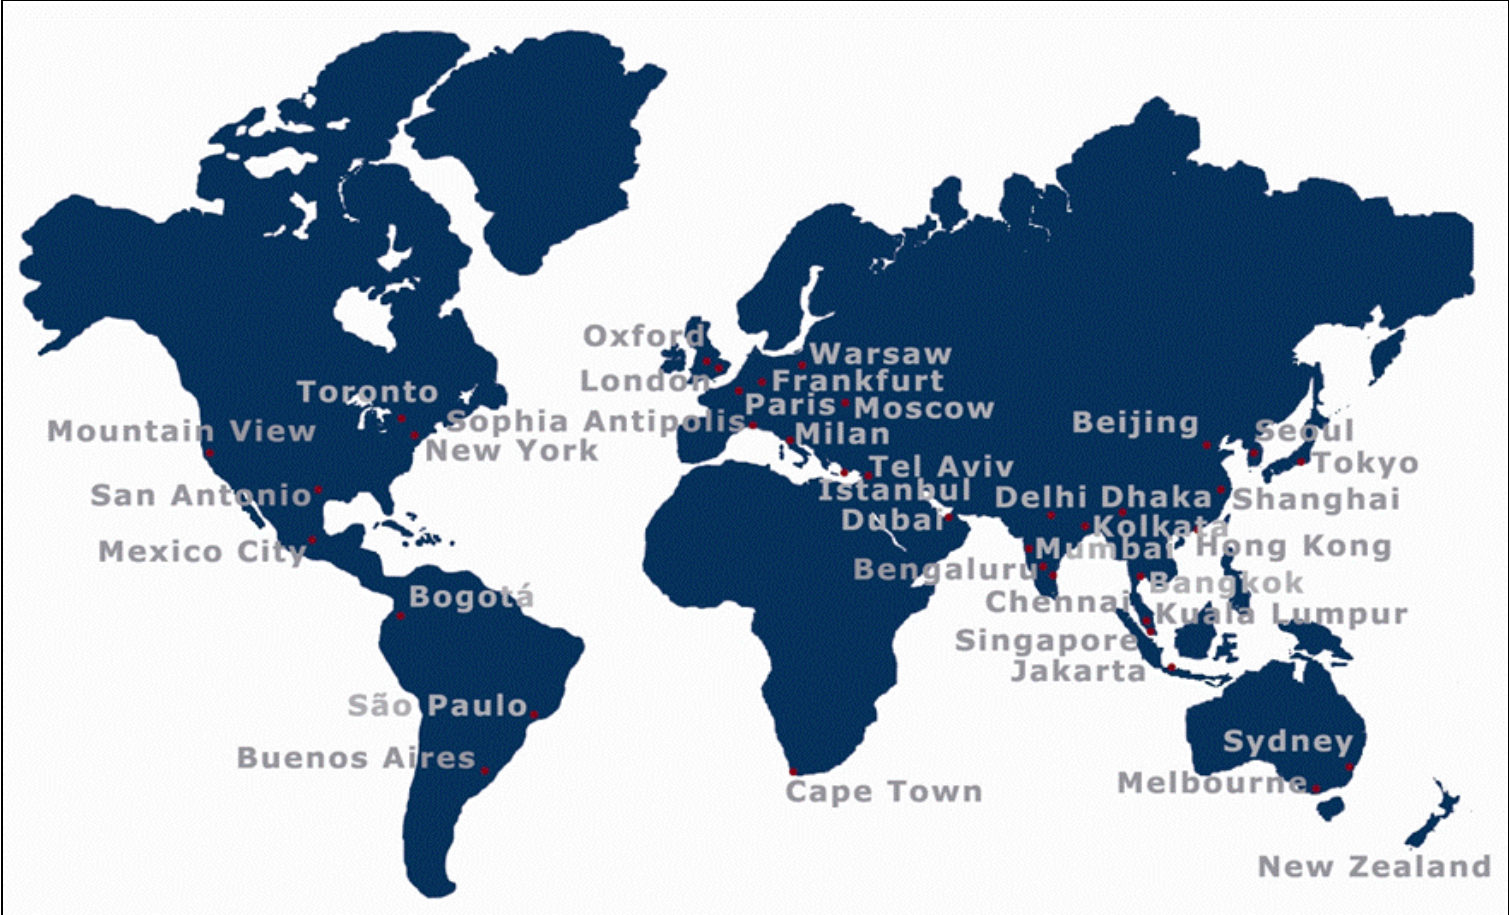 Oxford
Warsaw
London
Frankfurt
Toronto
Paris
Moscow
Sophia Antipolis
Mountain View
Milan
New York
Beijing
Seoul
Tokyo
Tel Aviv
San Antonio
Istanbul
Delhi
Dhaka
Shanghai
Dubai
Kolkata
Mexico City
Mumbai
Hong Kong
Bengaluru
Bangkok
Bogotá
Chennai
Kuala Lumpur
Singapore
Jakarta
São Paulo
Sydney
Buenos Aires
Melbourne
Cape Town
New Zealand